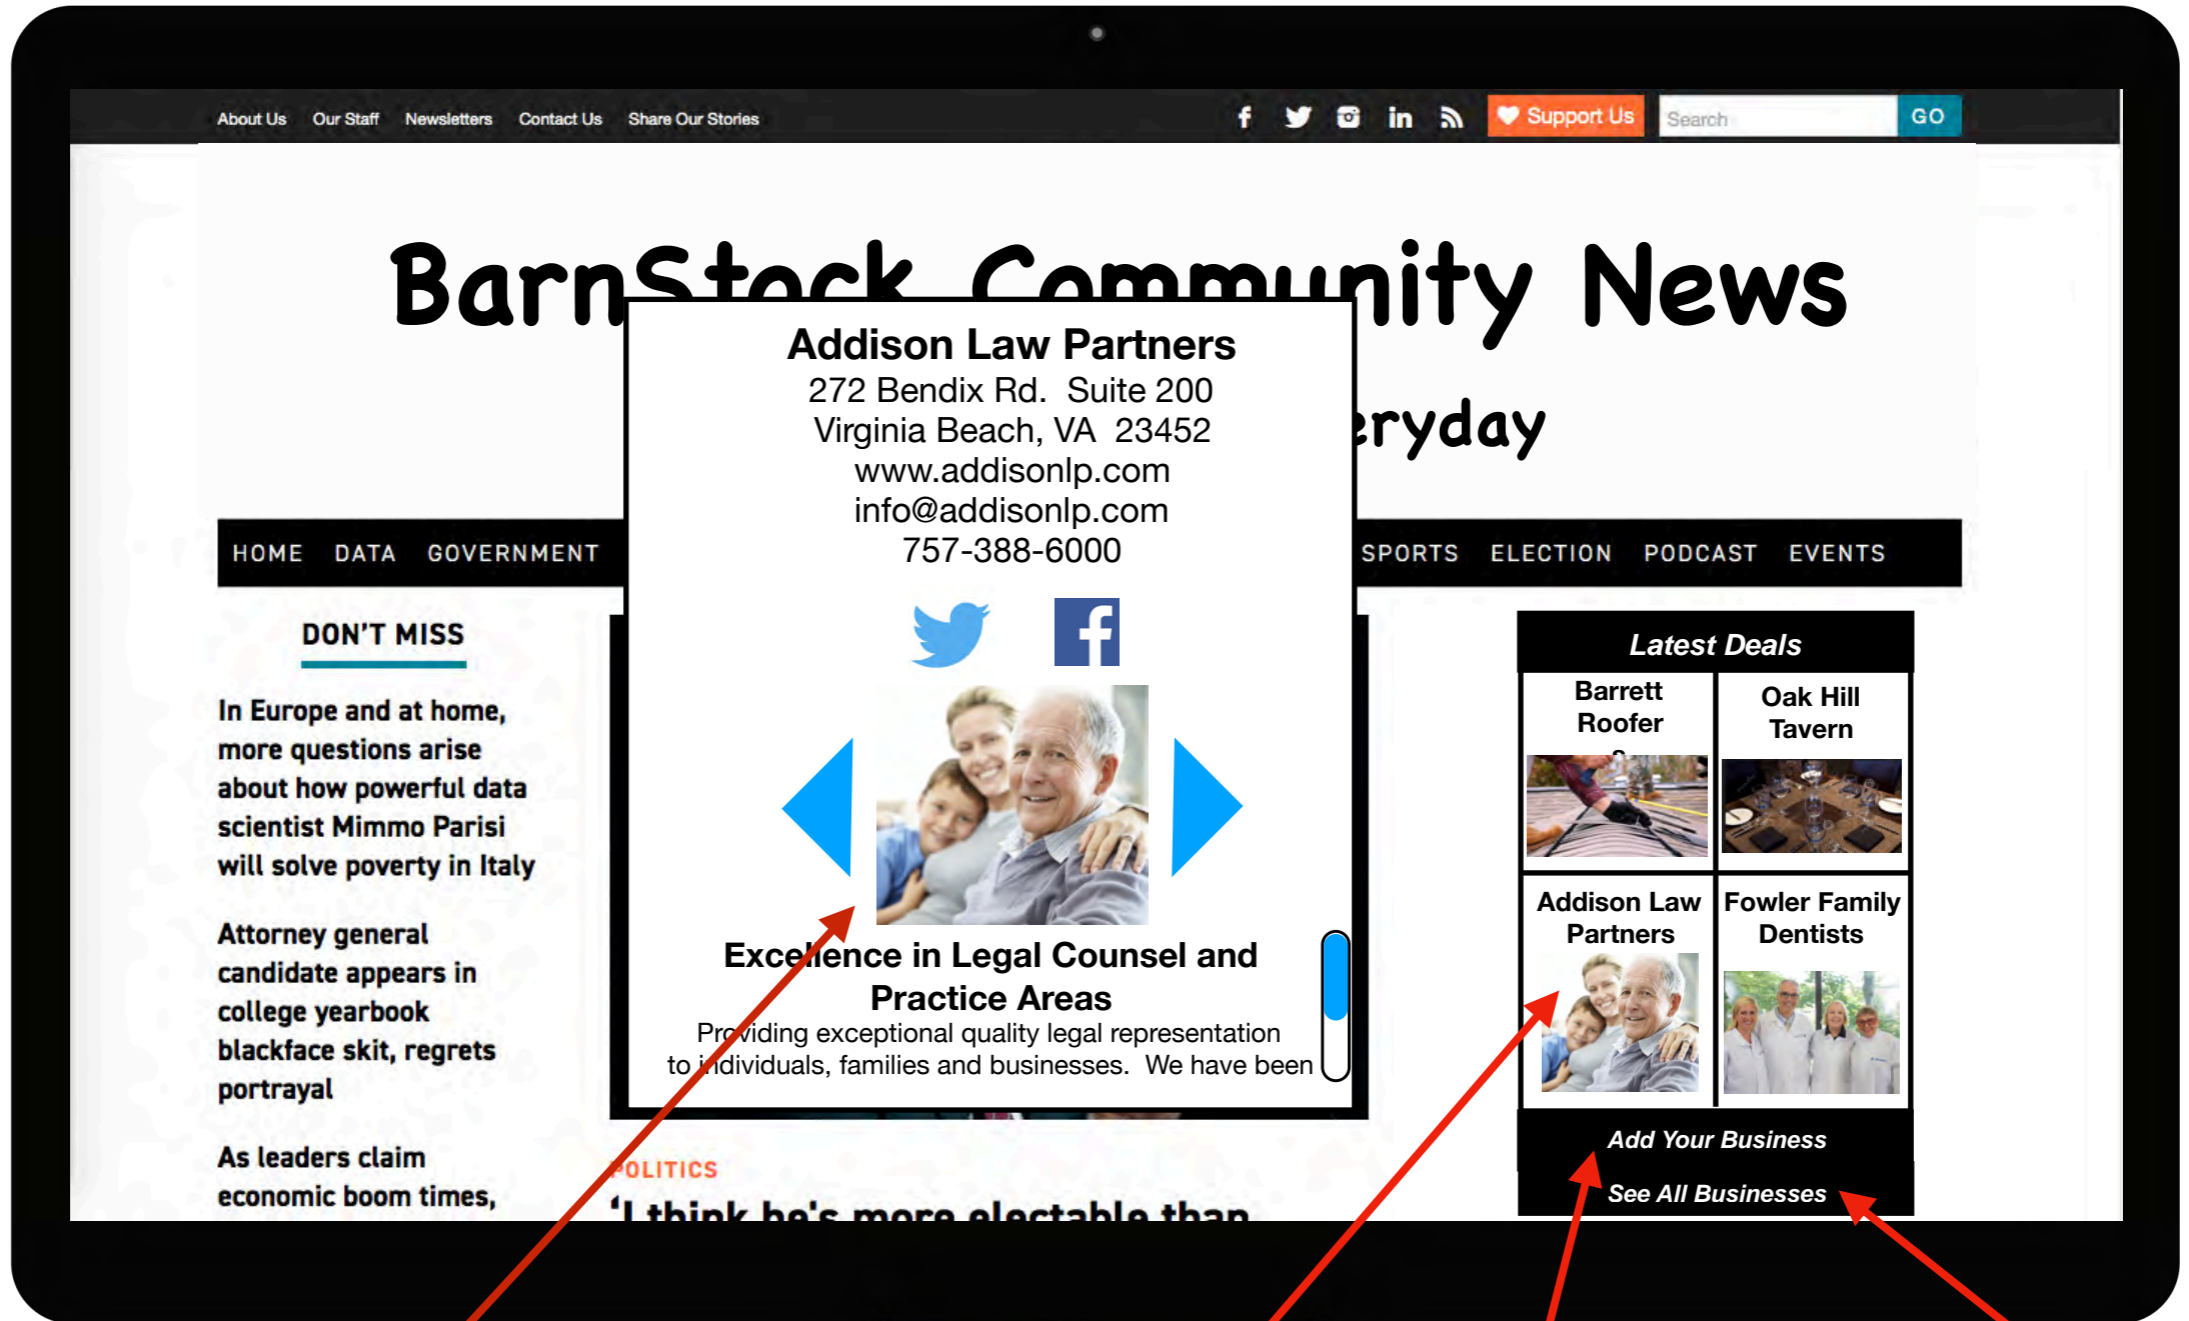 About Us Our Staff Newsletters Contact Us Share Our Stories
f in Support Us Search GO
BarnStock Community News
eryday
Addison Law Partners
272 Bendix Rd. Suite 200
Virginia Beach, VA 23452
www.addisonlp.com
info@addisonlp.com
757-388-6000
HOME DATA GOVERNMENT SPORTS ELECTION PODCAST EVENTS
DON'T MISS
In Europe and at home,
more questions arise
about how powerful data
scientist Mimmo Parisi
will solve poverty in Italy
Attorney general
candidate appears in
college yearbook
blackface skit, regrets
portrayal
As leaders claim
economic boom times,
f
Excellence in Legal Counsel and
Practice Areas
Providing exceptional quality legal representation
to individuals, families and businesses. We have been
POLITICS
‘I think he's more electable than
Latest Deals
Barrett
Roofer
s
Oak Hill
Tavern
Addison Law
Partners
Fowler Family
Dentists
Add Your Business
See All Businesses